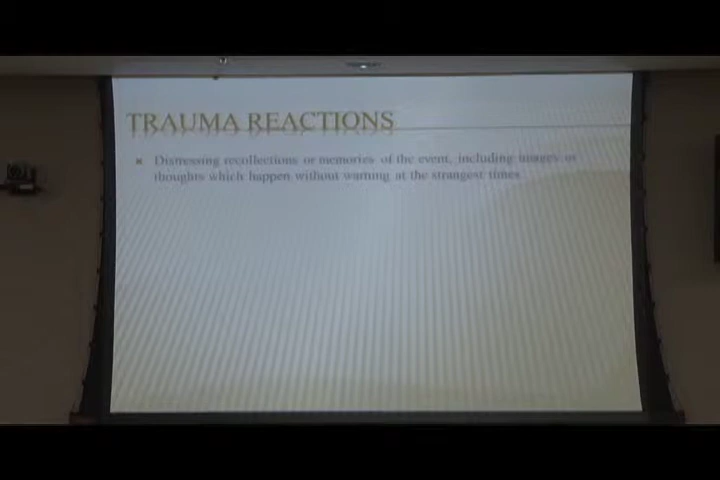 TRAUMA REACTIONS
Distressing recollections or memories of the event, including images or
thoughts which happen without warning at the strangest times